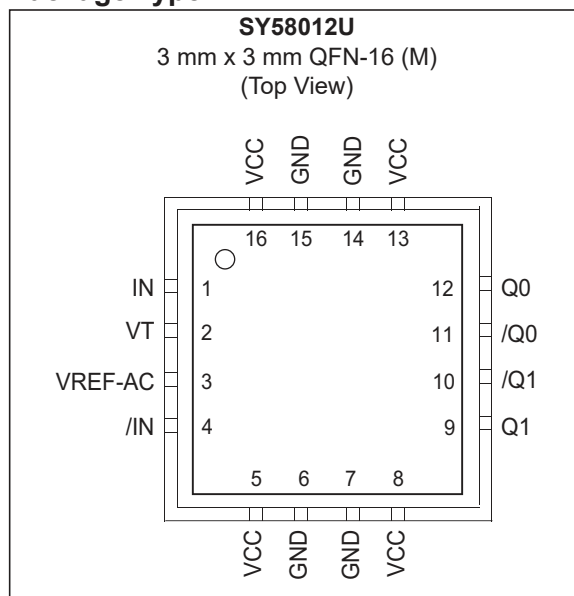 SY58012U
3 mm x 3 mm QFN-16 (M)
(Top View)
VCC GND GND VCC
16 15 14 13
IN 1 12 Q0
VT 2 11 /Q0
VREF-AC 3 10 /Q1
/IN 4 9 Q1
5 6 7 8
VCC GND GND VCC